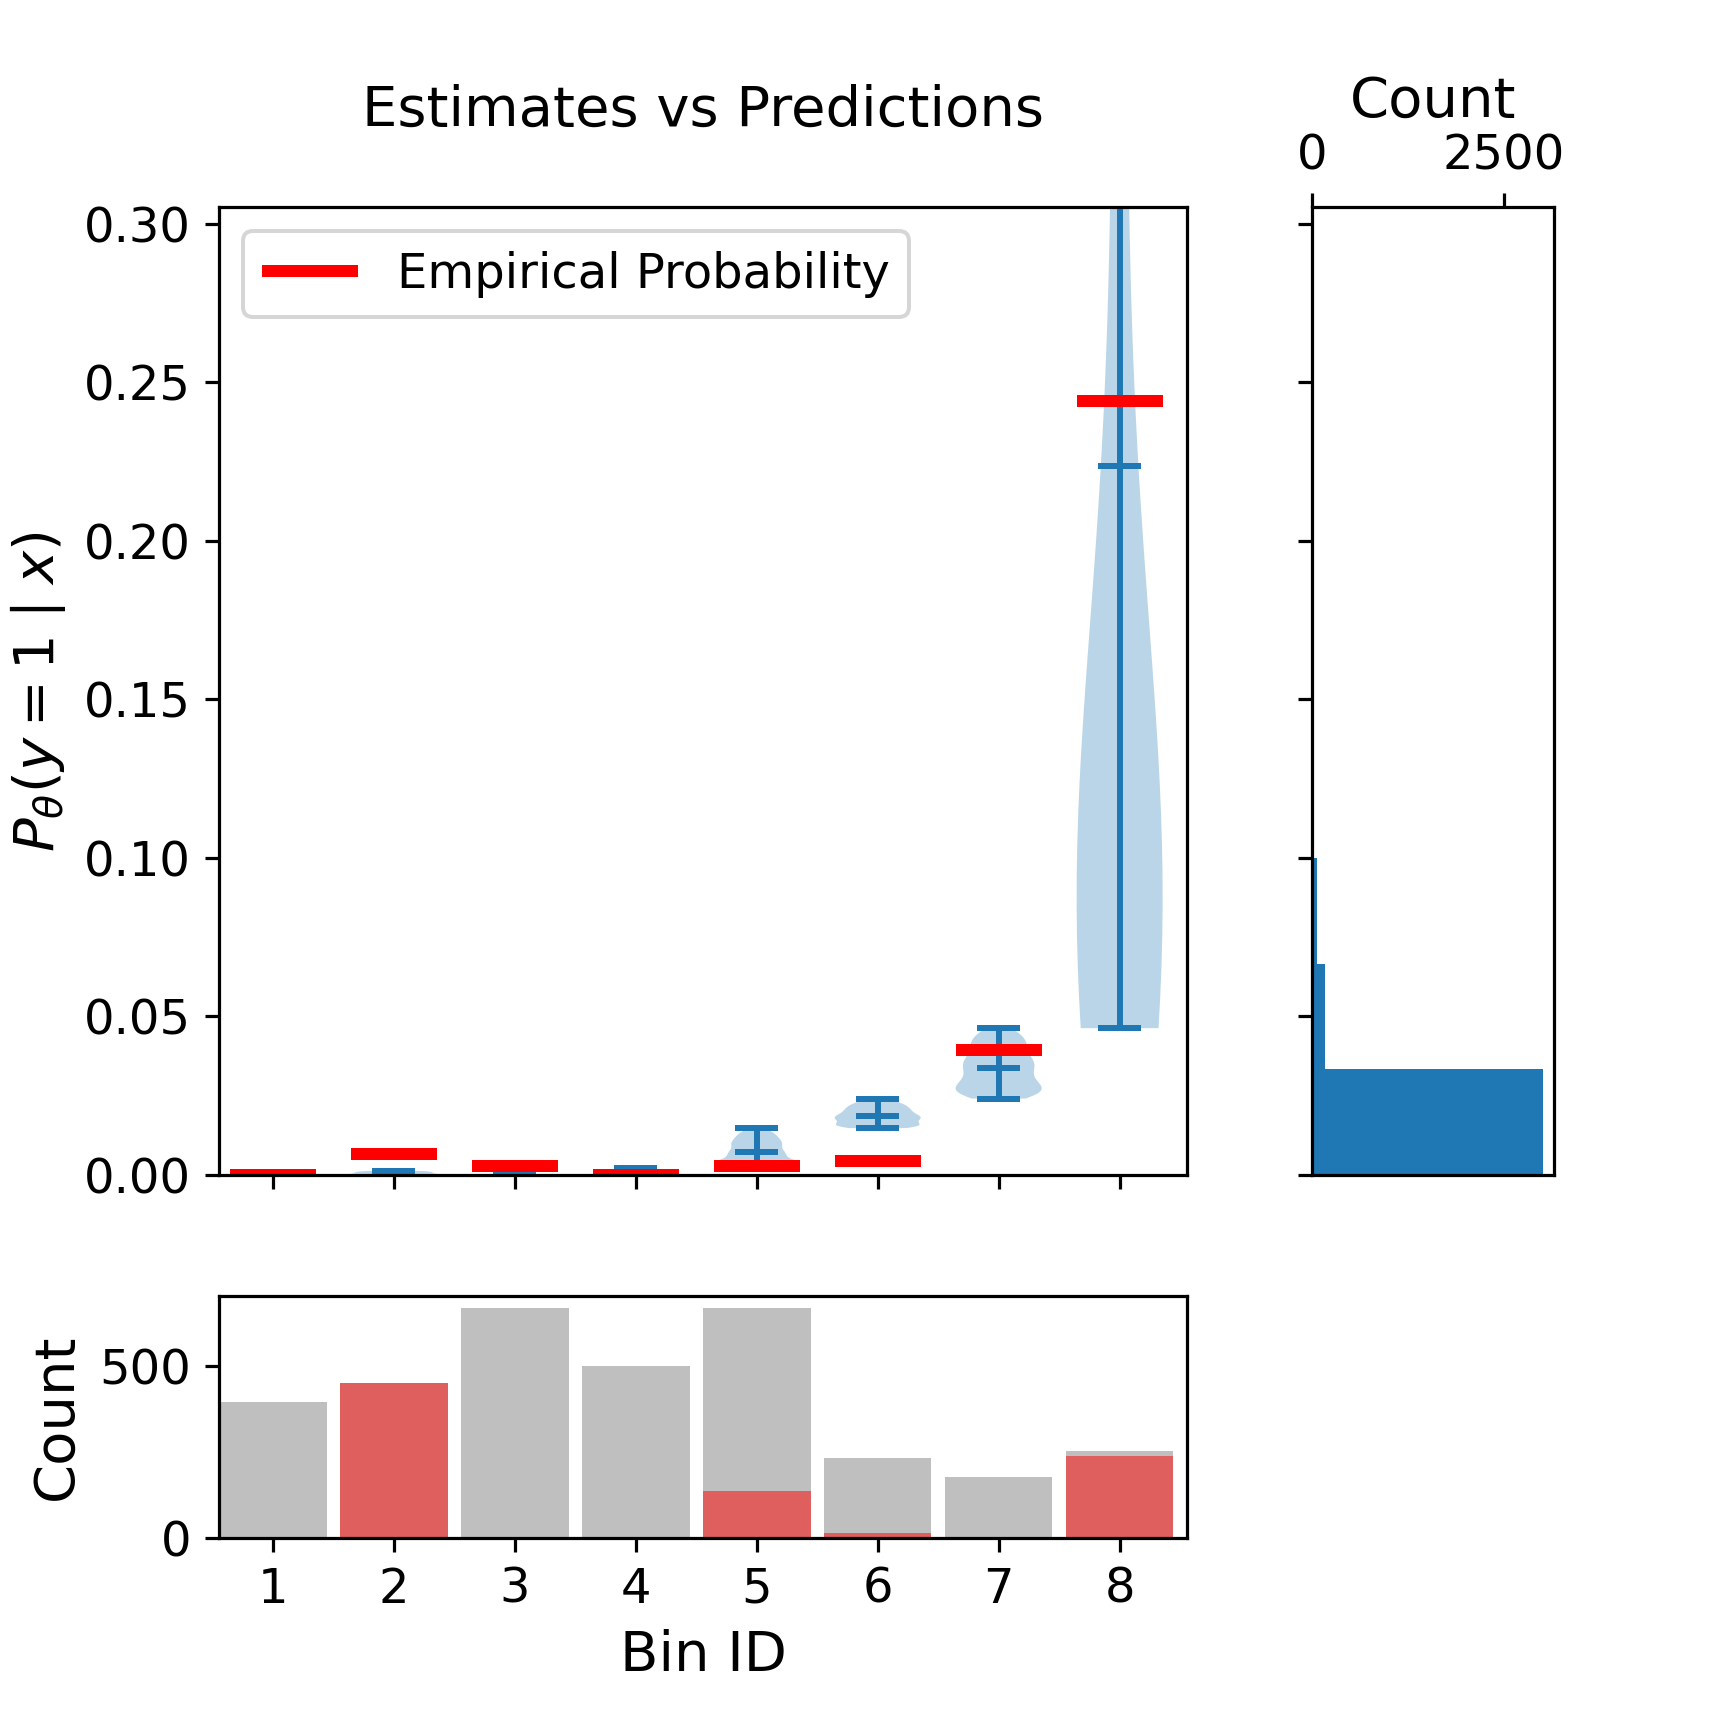 Estimates vs Predictions
Count
0 2500
0.30
0.25
0.20
0.15
0.10
0.05
0.00
P_θ(y = 1 | x)
Empirical Probability
Count
500
0
1 2 3 4 5 6 7 8
Bin ID